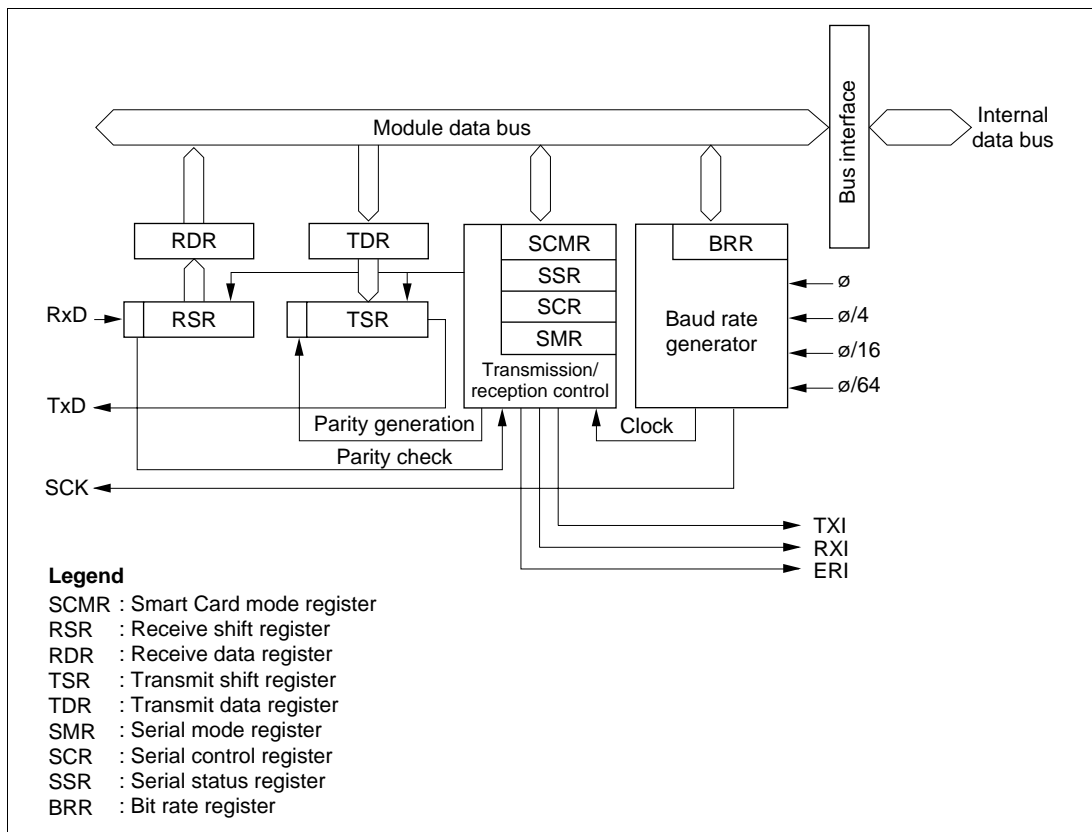 Module data bus
Bus interface
Internal
data bus
RDR
TDR
SCMR
SSR
SCR
SMR
Transmission/
reception control
BRR
Baud rate
generator
ø
ø/4
ø/16
ø/64
RxD
RSR
TSR
TxD
Parity generation
Parity check
Clock
SCK
TXI
RXI
ERI
Legend
SCMR : Smart Card mode register
RSR : Receive shift register
RDR : Receive data register
TSR : Transmit shift register
TDR : Transmit data register
SMR : Serial mode register
SCR : Serial control register
SSR : Serial status register
BRR : Bit rate register